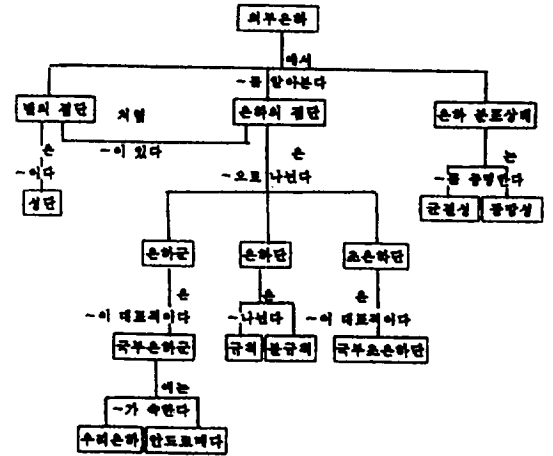 외부은하
에서
~를 알아본다
별의 집단
처럼
은하의 집단
은하 분포상태
은
~이 있다
은
는
~이다
~으로 나뉜다
~를 증명한다
성단
균질성
등방성
은하군
은하단
초은하단
은
은
은
~이 대표적이다
~나뉜다
~이 대표적이다
국부은하군
규칙
불규칙
국부초은하단
에는
~가 속한다
우리은하
안드로메다